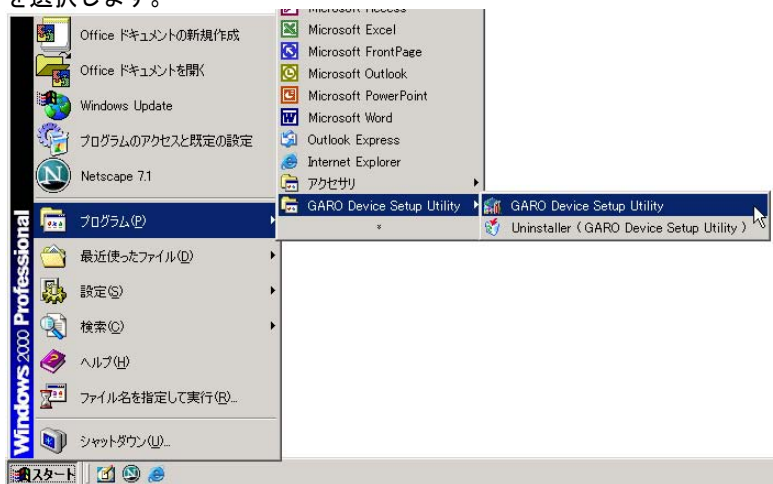 を選択します。
Office ドキュメントの新規作成
Office ドキュメントを開く
Windows Update
プログラムのアクセスと既定の設定
Netscape 7.1
プログラム(P)
最近使ったファイル(D)
設定(S)
検索(C)
ヘルプ(H)
ファイル名を指定して実行(R)...
シャットダウン(U)...
Windows 2000 Professional
スタート
Microsoft Access
Microsoft Excel
Microsoft FrontPage
Microsoft Outlook
Microsoft PowerPoint
Microsoft Word
Outlook Express
Internet Explorer
アクセサリ
GARO Device Setup Utility
GARO Device Setup Utility
Uninstaller ( GARO Device Setup Utility )